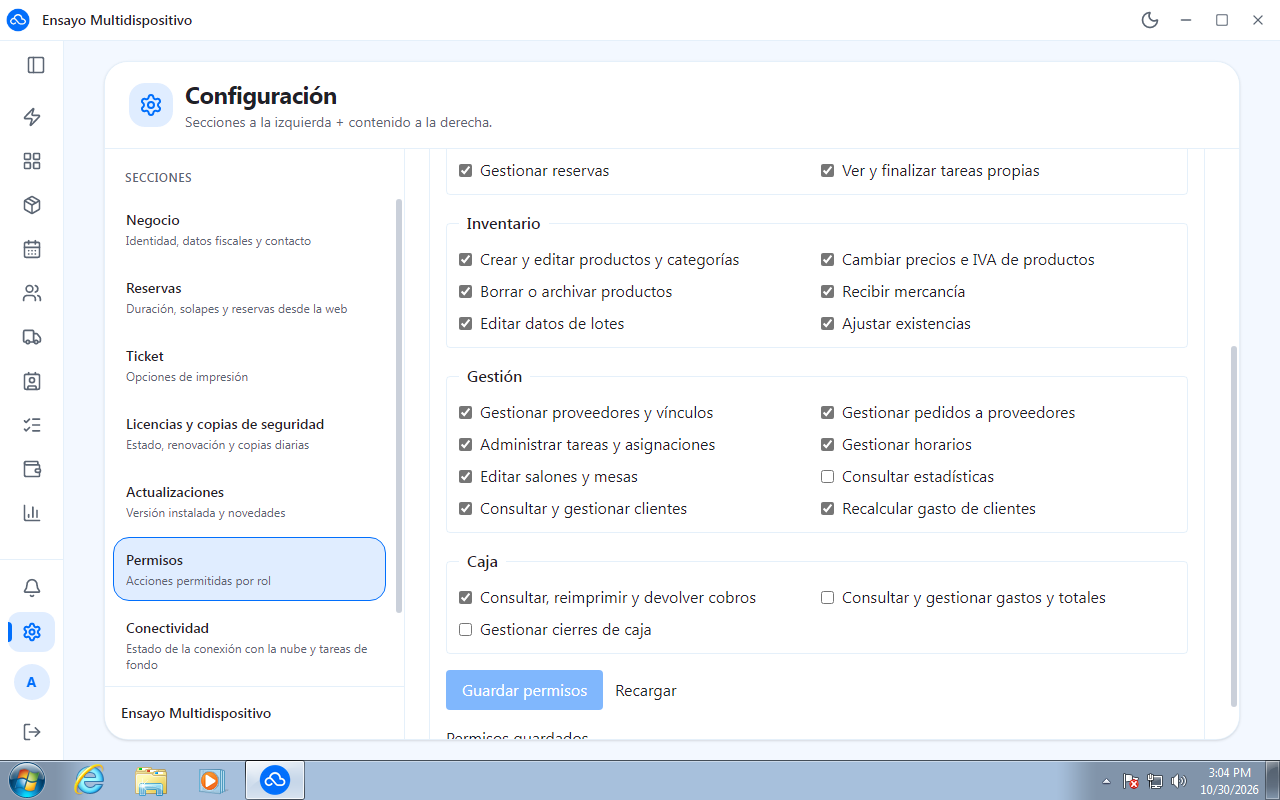 Ensayo Multidispositivo
Configuración
Secciones a la izquierda + contenido a la derecha.
SECCIONES
Negocio
Identidad, datos fiscales y contacto
Reservas
Duración, solapes y reservas desde la web
Ticket
Opciones de impresión
Licencias y copias de seguridad
Estado, renovación y copias diarias
Actualizaciones
Versión instalada y novedades
Permisos
Acciones permitidas por rol
Conectividad
Estado de la conexión con la nube y tareas de
fondo
Ensayo Multidispositivo
A
Gestionar reservas
Ver y finalizar tareas propias
Inventario
Crear y editar productos y categorías
Cambiar precios e IVA de productos
Borrar o archivar productos
Recibir mercancía
Editar datos de lotes
Ajustar existencias
Gestión
Gestionar proveedores y vínculos
Gestionar pedidos a proveedores
Administrar tareas y asignaciones
Gestionar horarios
Editar salones y mesas
Consultar estadísticas
Consultar y gestionar clientes
Recalcular gasto de clientes
Caja
Consultar, reimprimir y devolver cobros
Consultar y gestionar gastos y totales
Gestionar cierres de caja
Guardar permisos
Recargar
Permisos guardados
3:04 PM
10/30/2026